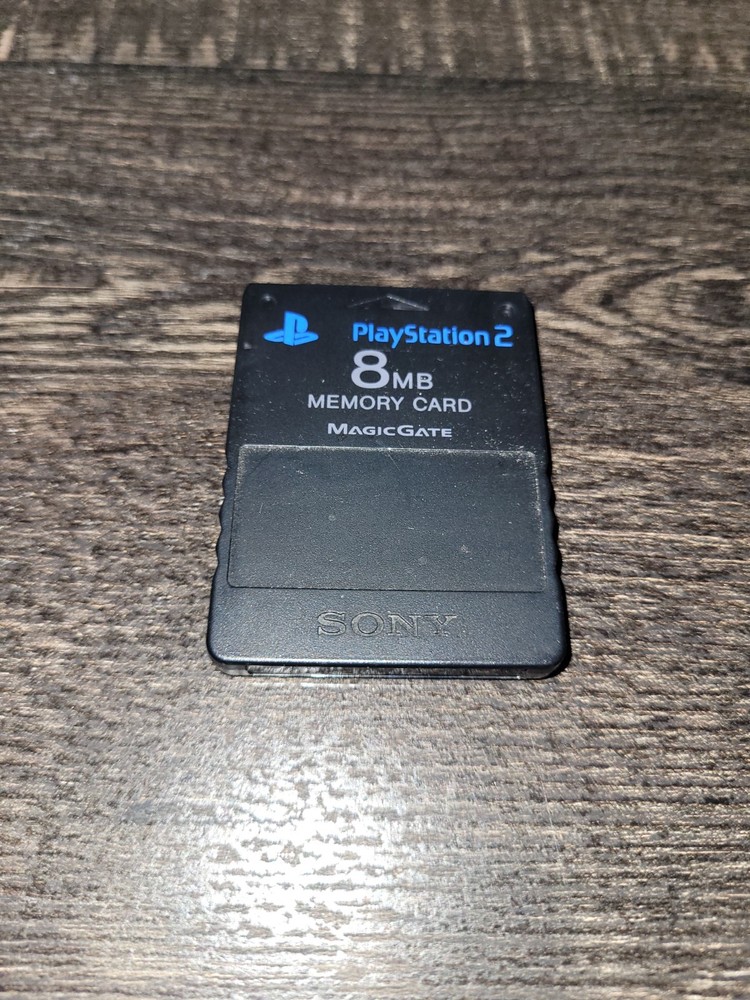 PlayStation 2
8MB
MEMORY CARD
MAGICGATE
SONY